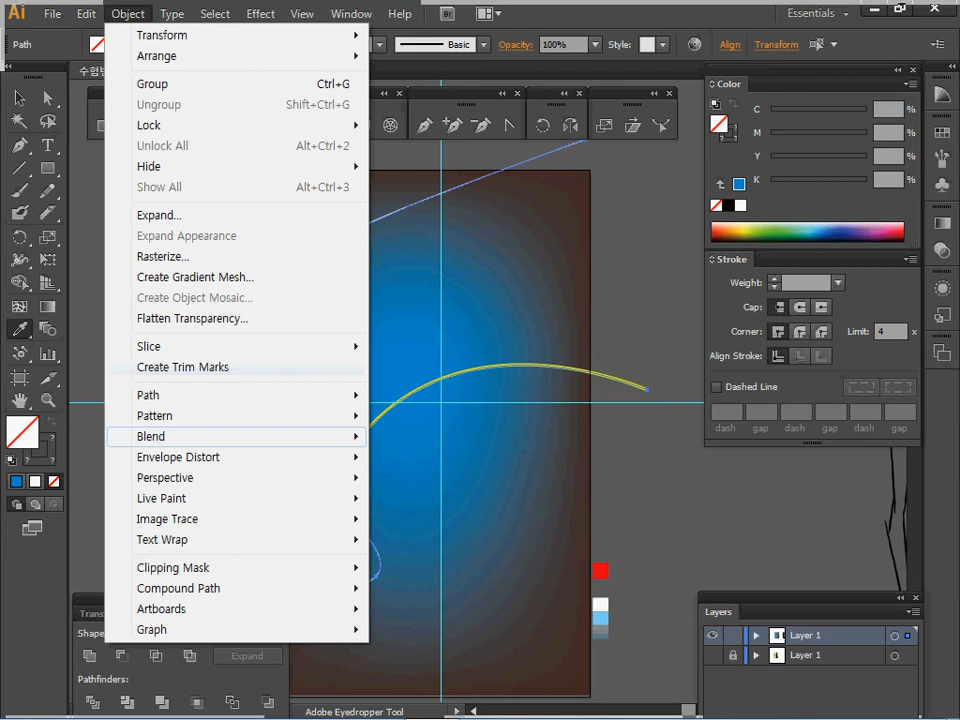 Ai File Edit Object Type Select Effect View Window Help Br Essentials
Path Basic Opacity: 100% Style: Align Transform
Transform
Arrange
Group Ctrl+G
Ungroup Shift+Ctrl+G
Lock
Unlock All Alt+Ctrl+2
Hide
Show All Alt+Ctrl+3
Expand...
Expand Appearance
Rasterize...
Create Gradient Mesh...
Create Object Mosaic...
Flatten Transparency...
Slice
Create Trim Marks
Path
Pattern
Blend
Envelope Distort
Perspective
Live Paint
Image Trace
Text Wrap
Clipping Mask
Compound Path
Artboards
Graph
수험번
Color
C %
M %
Y %
K %
Stroke
Weight:
Cap:
Corner: Limit: 4 x
Align Stroke:
Dashed Line
dash gap dash gap dash gap
Layers
Layer 1
Layer 1
Trans
Shape
Expand
Pathfinders:
Adobe Eyedropper Tool